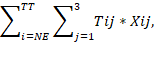 ∑_{i=NE}^{TT} ∑_{j=1}^{3} Tij * Xij,